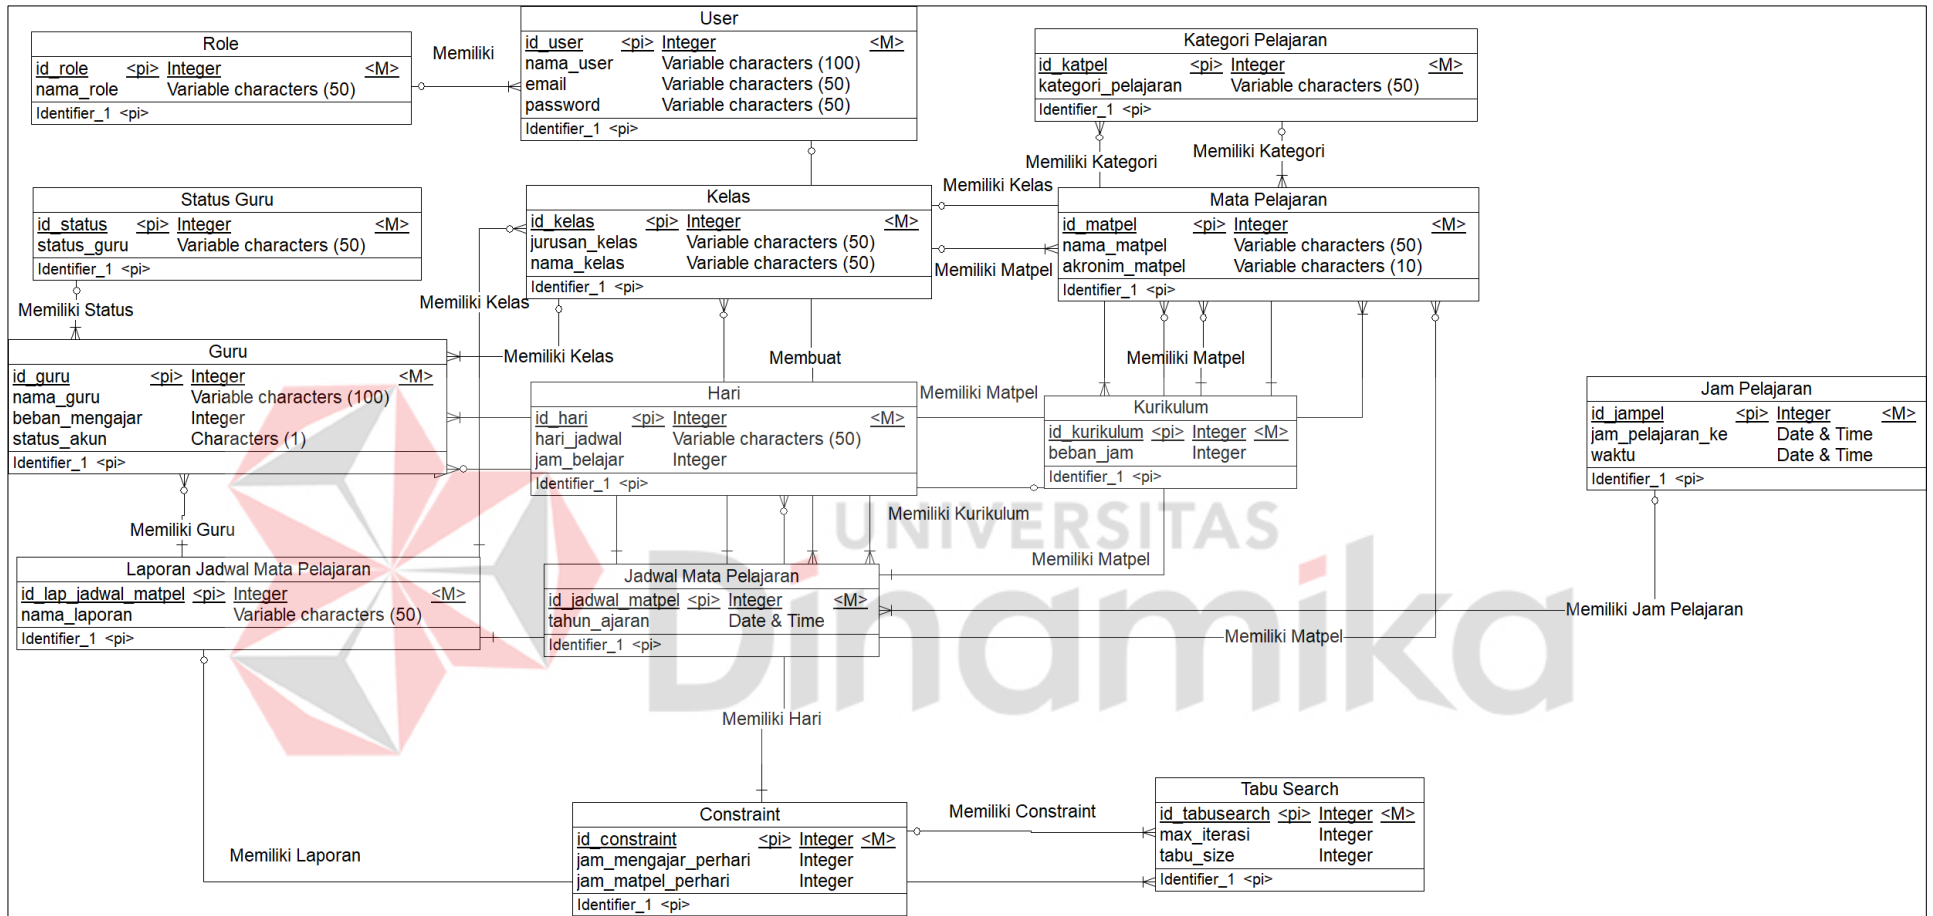 Role
id_role <pi> Integer <M>
nama_role Variable characters (50)
Identifier_1 <pi>
Memiliki
User
id_user <pi> Integer <M>
nama_user Variable characters (100)
email Variable characters (50)
password Variable characters (50)
Identifier_1 <pi>
Kategori Pelajaran
id_katpel <pi> Integer <M>
kategori_pelajaran Variable characters (50)
Identifier_1 <pi>
Memiliki Kategori
Memiliki Kategori
Status Guru
id_status <pi> Integer <M>
status_guru Variable characters (50)
Identifier_1 <pi>
Memiliki Status
Kelas
id_kelas <pi> Integer <M>
jurusan_kelas Variable characters (50)
nama_kelas Variable characters (50)
Identifier_1 <pi>
Memiliki Kelas
Memiliki Matpel
Mata Pelajaran
id_matpel <pi> Integer <M>
nama_matpel Variable characters (50)
akronim_matpel Variable characters (10)
Identifier_1 <pi>
Memiliki Kelas
Memiliki Kelas
Membuat
Memiliki Matpel
Guru
id_guru <pi> Integer <M>
nama_guru Variable characters (100)
beban_mengajar Integer
status_akun Characters (1)
Identifier_1 <pi>
Hari
id_hari <pi> Integer <M>
hari_jadwal Variable characters (50)
jam_belajar Integer
Identifier_1 <pi>
Memiliki Matpel
Kurikulum
id_kurikulum <pi> Integer <M>
beban_jam Integer
Identifier_1 <pi>
Jam Pelajaran
id_jampel <pi> Integer <M>
jam_pelajaran_ke Date & Time
waktu Date & Time
Identifier_1 <pi>
Memiliki Guru
Memiliki Kurikulum
UNIVERSITAS
Dinamika
Memiliki Matpel
Laporan Jadwal Mata Pelajaran
id_lap_jadwal_matpel <pi> Integer <M>
nama_laporan Variable characters (50)
Identifier_1 <pi>
Jadwal Mata Pelajaran
id_jadwal_matpel <pi> Integer <M>
tahun_ajaran Date & Time
Identifier_1 <pi>
Memiliki Jam Pelajaran
Memiliki Matpel
Memiliki Hari
Memiliki Laporan
Constraint
id_constraint <pi> Integer <M>
jam_mengajar_perhari Integer
jam_matpel_perhari Integer
Identifier_1 <pi>
Memiliki Constraint
Tabu Search
id_tabusearch <pi> Integer <M>
max_iterasi Integer
tabu_size Integer
Identifier_1 <pi>